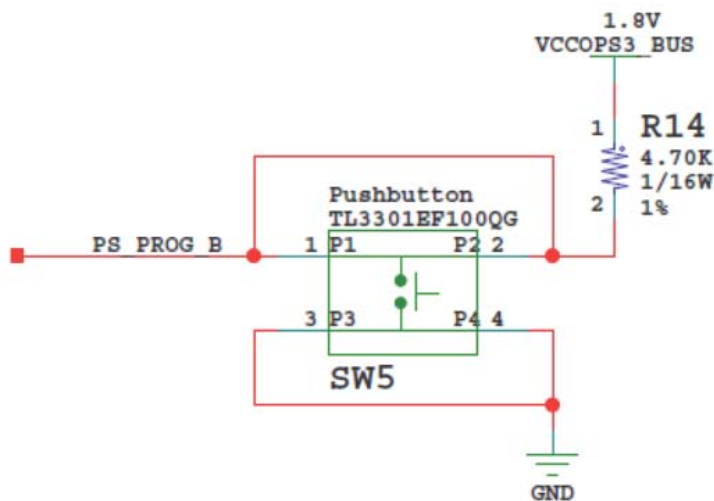 1.8V
VCCOPS3_BUS
1
R14
4.70K
1/16W
2
1%
Pushbutton
TL3301EF100QG
PS_PROG_B
1 P1
P2 2
3 P3
P4 4
SW5
GND